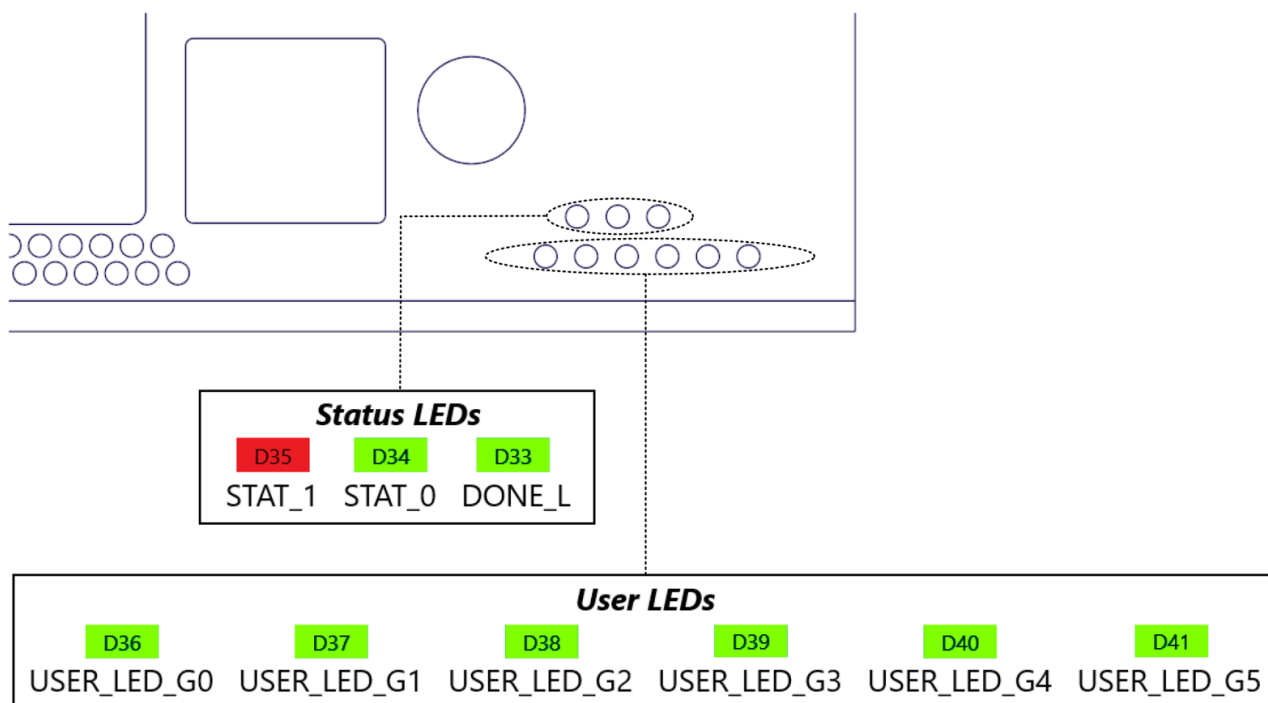 Status LEDs
D35 D34 D33
STAT_1 STAT_0 DONE_L
User LEDs
D36 D37 D38 D39 D40 D41
USER_LED_G0 USER_LED_G1 USER_LED_G2 USER_LED_G3 USER_LED_G4 USER_LED_G5